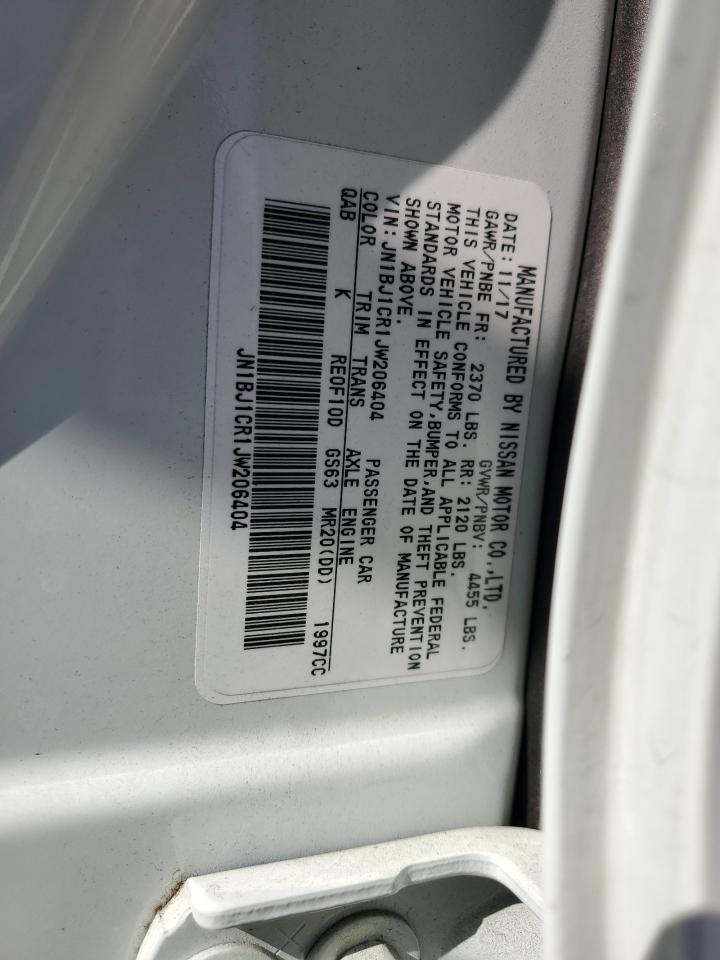 MANUFACTURED BY NISSAN MOTOR CO.,LTD.
DATE: 11/17 GVWR/PNBV: 4455 LBS.
GAWR/PNBE FR: 2370 LBS. RR: 2120 LBS.
THIS VEHICLE CONFORMS TO ALL APPLICABLE FEDERAL
MOTOR VEHICLE SAFETY,BUMPER,AND THEFT PREVENTION
STANDARDS IN EFFECT ON THE DATE OF MANUFACTURE
SHOWN ABOVE.
VIN:JN1BJ1CR1JW206404 PASSENGER CAR
COLOR TRIM TRANS AXLE ENGINE
QAB K RE0F10D GS63 MR20(DD) 1997CC
JN1BJ1CR1JW206404